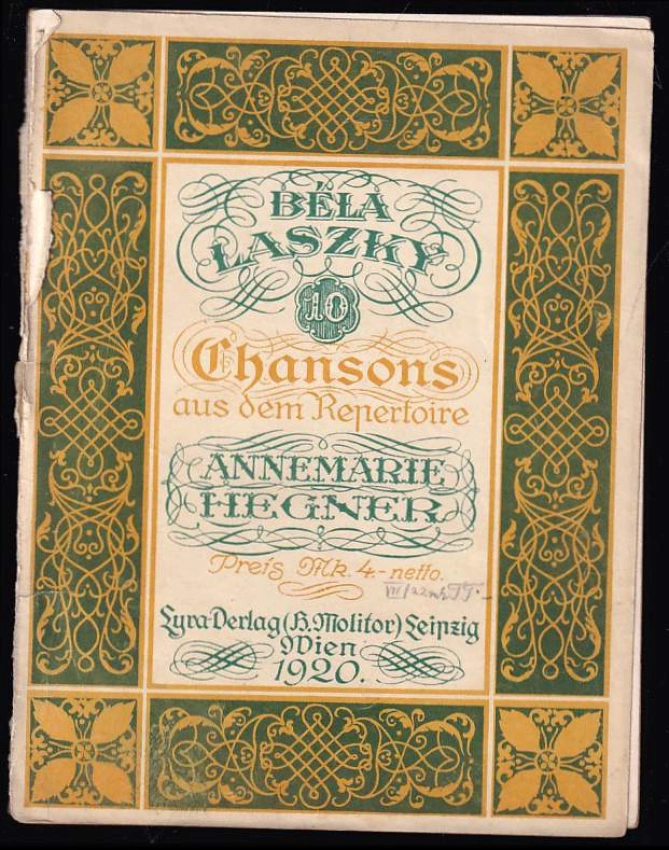 BÉLA
LASZKY
10
Chansons
aus dem Repertoire
ANNEMARIE
HEGNER
Preis Mk. 4.- netto.
Lyra-Verlag (H. Molitor) Leipzig
Wien
1920.